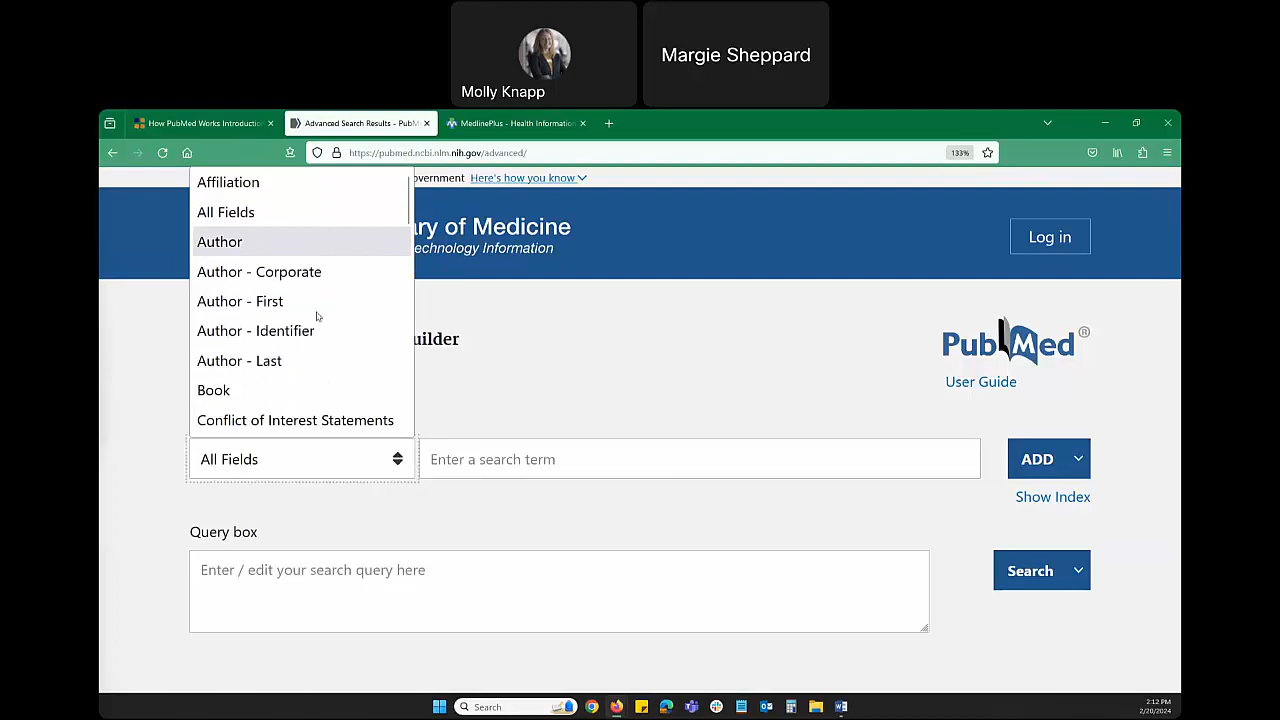 Molly Knapp
Margie Sheppard
How PubMed Works Introduction
Advanced Search Results - PubM
MedlinePlus - Health Information
https://pubmed.ncbi.nlm.nih.gov/advanced/
133%
vernment Here's how you know
ry of Medicine
echnology Information
Log in
Affiliation
All Fields
Author
Author - Corporate
Author - First
Author - Identifier
Author - Last
Book
Conflict of Interest Statements
uilder
PubMed®
User Guide
All Fields
Enter a search term
ADD
Show Index
Query box
Enter / edit your search query here
Search
Search
2:12 PM
2/20/2024